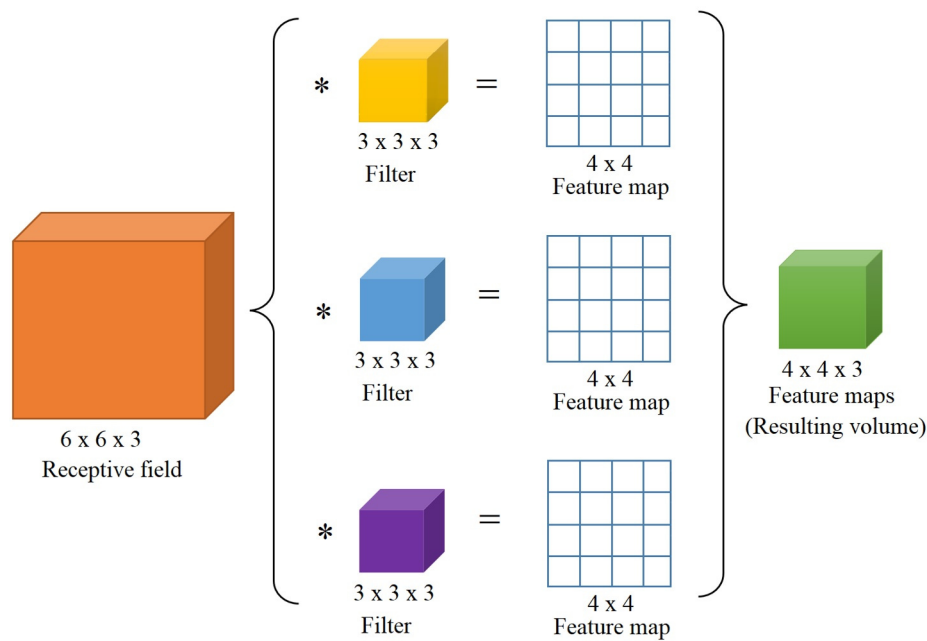 * =
3 x 3 x 3
Filter
4 x 4
Feature map
6 x 6 x 3
Receptive field
* =
3 x 3 x 3
Filter
4 x 4
Feature map
* =
3 x 3 x 3
Filter
4 x 4
Feature map
4 x 4 x 3
Feature maps
(Resulting volume)